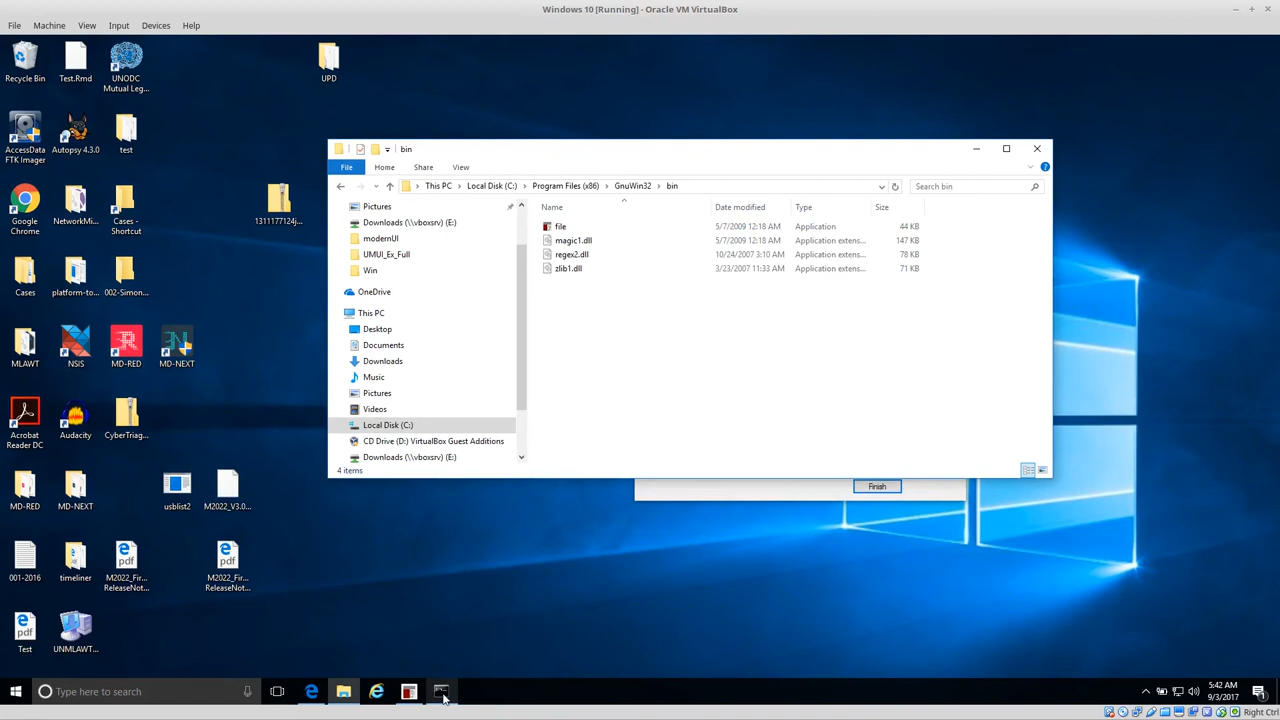 Windows 10 [Running] - Oracle VM VirtualBox
File Machine View Input Devices Help
Recycle Bin
Test.Rmd
UNODC
Mutual Leg...
UPD
AccessData
FTK Imager
Autopsy 4.3.0
test
Google
Chrome
NetworkMi...
Cases -
Shortcut
1311177124j...
Cases
platform-to...
002-Simon...
MLAWT
NSIS
MD-RED
MD-NEXT
Acrobat
Reader DC
Audacity
CyberTriag...
MD-RED
MD-NEXT
usblist2
M2022_V3.0...
001-2016
timeliner
M2022_Fir...
ReleaseNot...
M2022_Fir...
ReleaseNot...
Test
UNMLAWT...
bin
File Home Share View
This PC Local Disk (C:) Program Files (x86) GnuWin32 bin
Search bin
Pictures
Downloads (\\vboxsrv) (E:)
modernUI
UMUI_Ex_Full
Win
OneDrive
This PC
Desktop
Documents
Downloads
Music
Pictures
Videos
Local Disk (C:)
CD Drive (D:) VirtualBox Guest Additions
Downloads (\\vboxsrv) (E:)
Name Date modified Type Size
file 5/7/2009 12:18 AM Application 44 KB
magic1.dll 5/7/2009 12:18 AM Application extens... 147 KB
regex2.dll 10/24/2007 3:10 AM Application extens... 78 KB
zlib1.dll 3/23/2007 11:33 AM Application extens... 71 KB
4 items
Finish
Type here to search
5:42 AM
9/3/2017
Right Ctrl